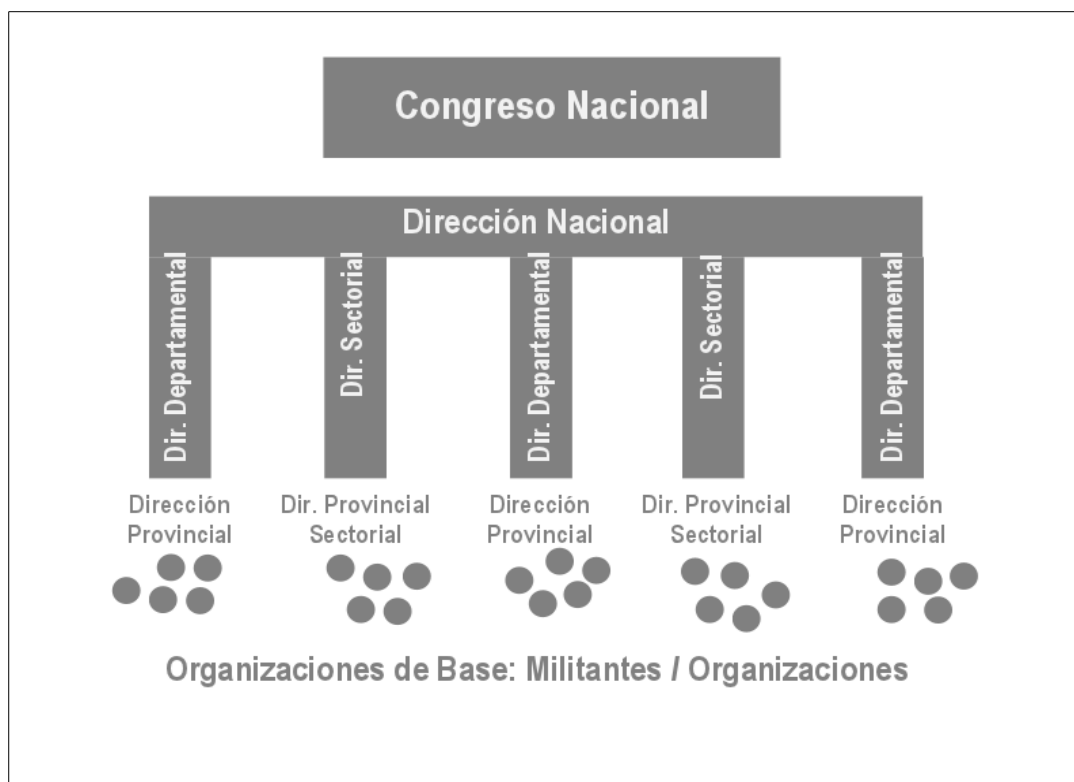 Congreso Nacional
Dirección Nacional
Dir. Departamental
Dir. Sectorial
Dir. Departamental
Dir. Sectorial
Dir. Departamental
Dirección
Provincial
Dir. Provincial
Sectorial
Dirección
Provincial
Dir. Provincial
Sectorial
Dirección
Provincial
Organizaciones de Base: Militantes / Organizaciones